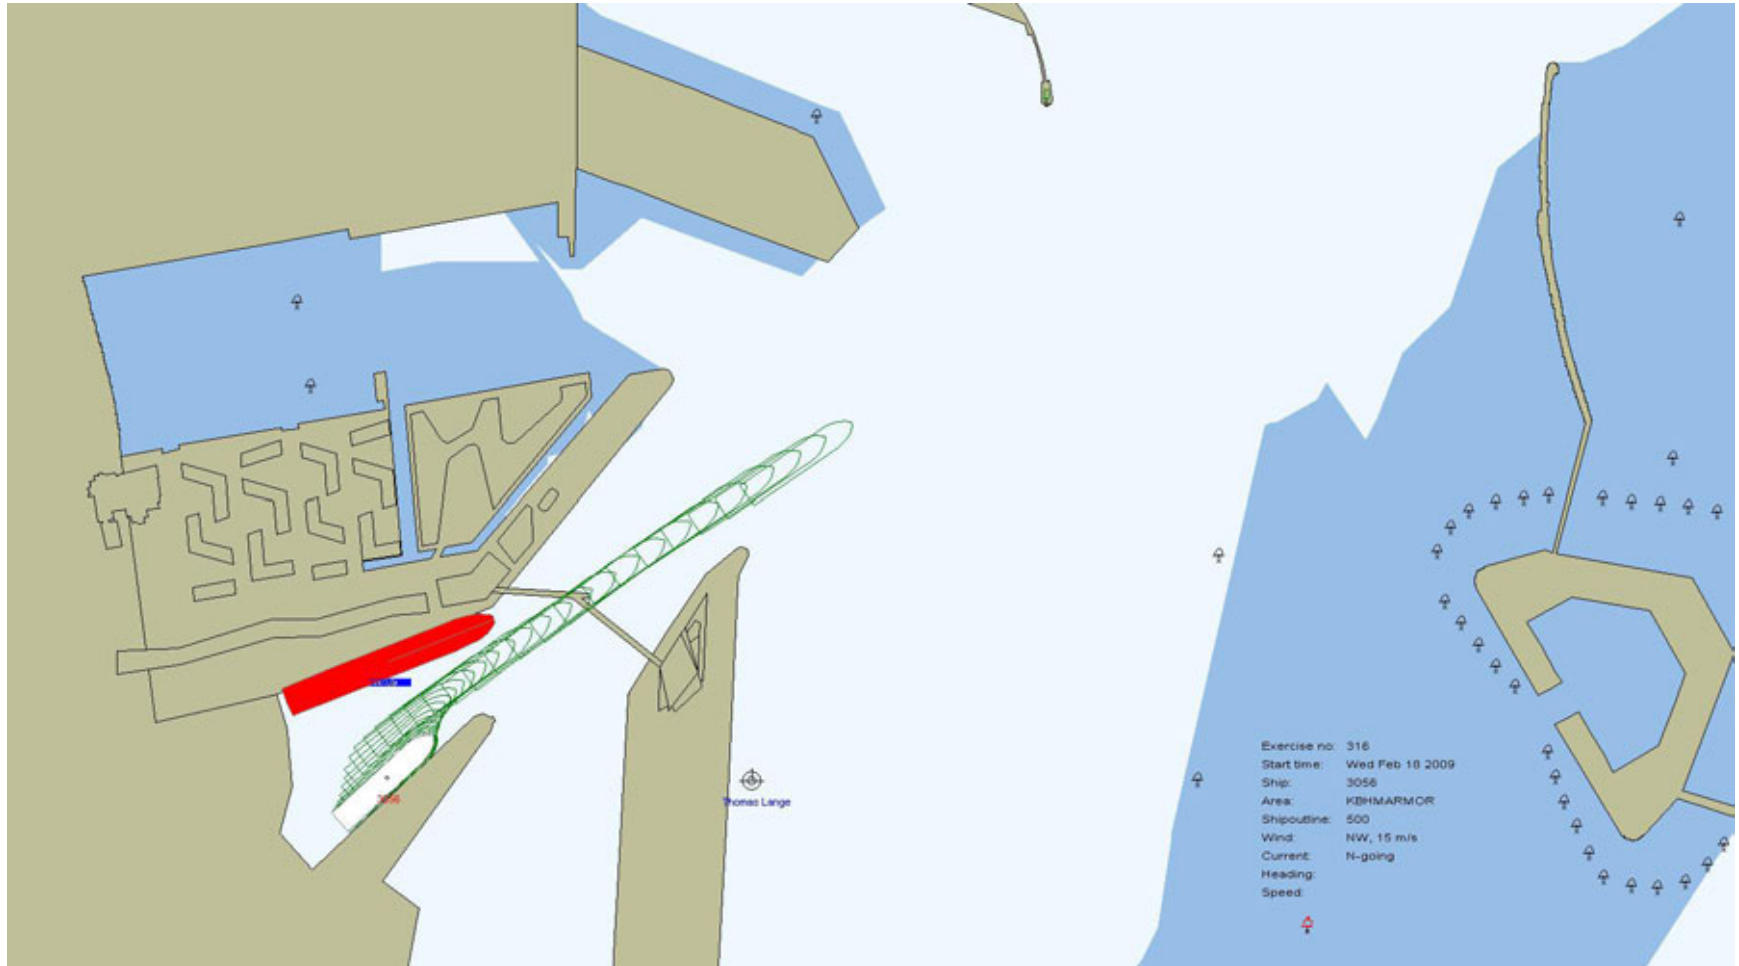 3056
Thomas Lange
Exercise no: 316
Start time: Wed Feb 18 2009
Ship: 3056
Area: KBHMARMOR
Shipoutline: 500
Wind: NW, 15 m/s
Current: N-going
Heading:
Speed: